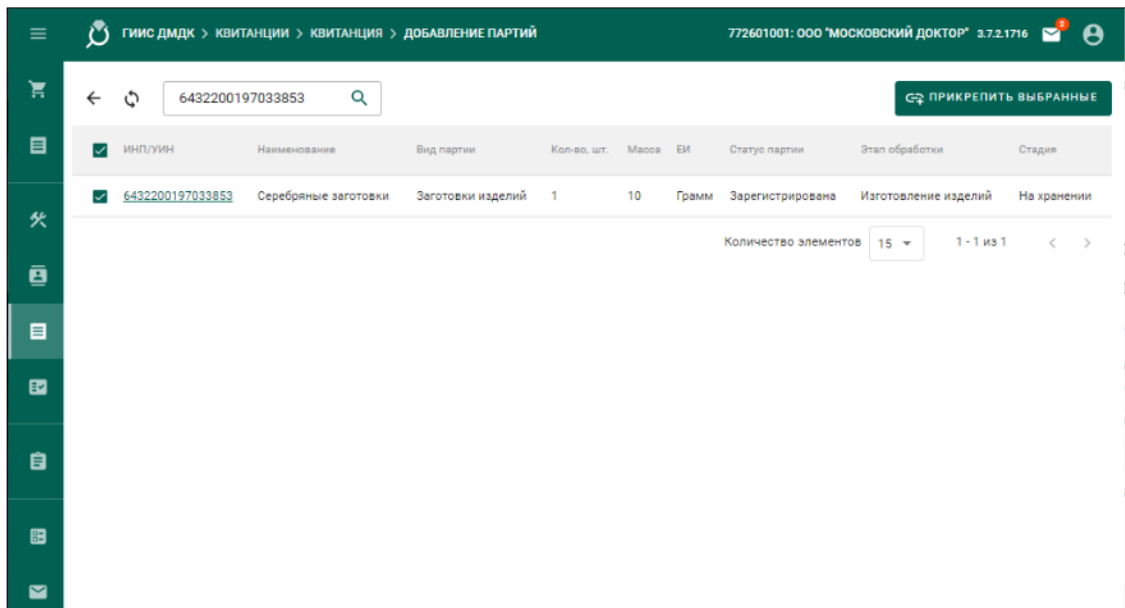 ГИИС ДМДК > КВИТАНЦИИ > КВИТАНЦИЯ > ДОБАВЛЕНИЕ ПАРТИЙ 772601001: ООО "МОСКОВСКИЙ ДОКТОР" 3.7.2.1716
6432200197033853 ПРИКРЕПИТЬ ВЫБРАННЫЕ
ИНП/УИН Наименование Вид партии Кол-во, шт. Масса ЕИ Статус партии Этап обработки Стадия
6432200197033853 Серебряные заготовки Заготовки изделий 1 10 Грамм Зарегистрирована Изготовление изделий На хранении
Количество элементов 15 1 - 1 из 1